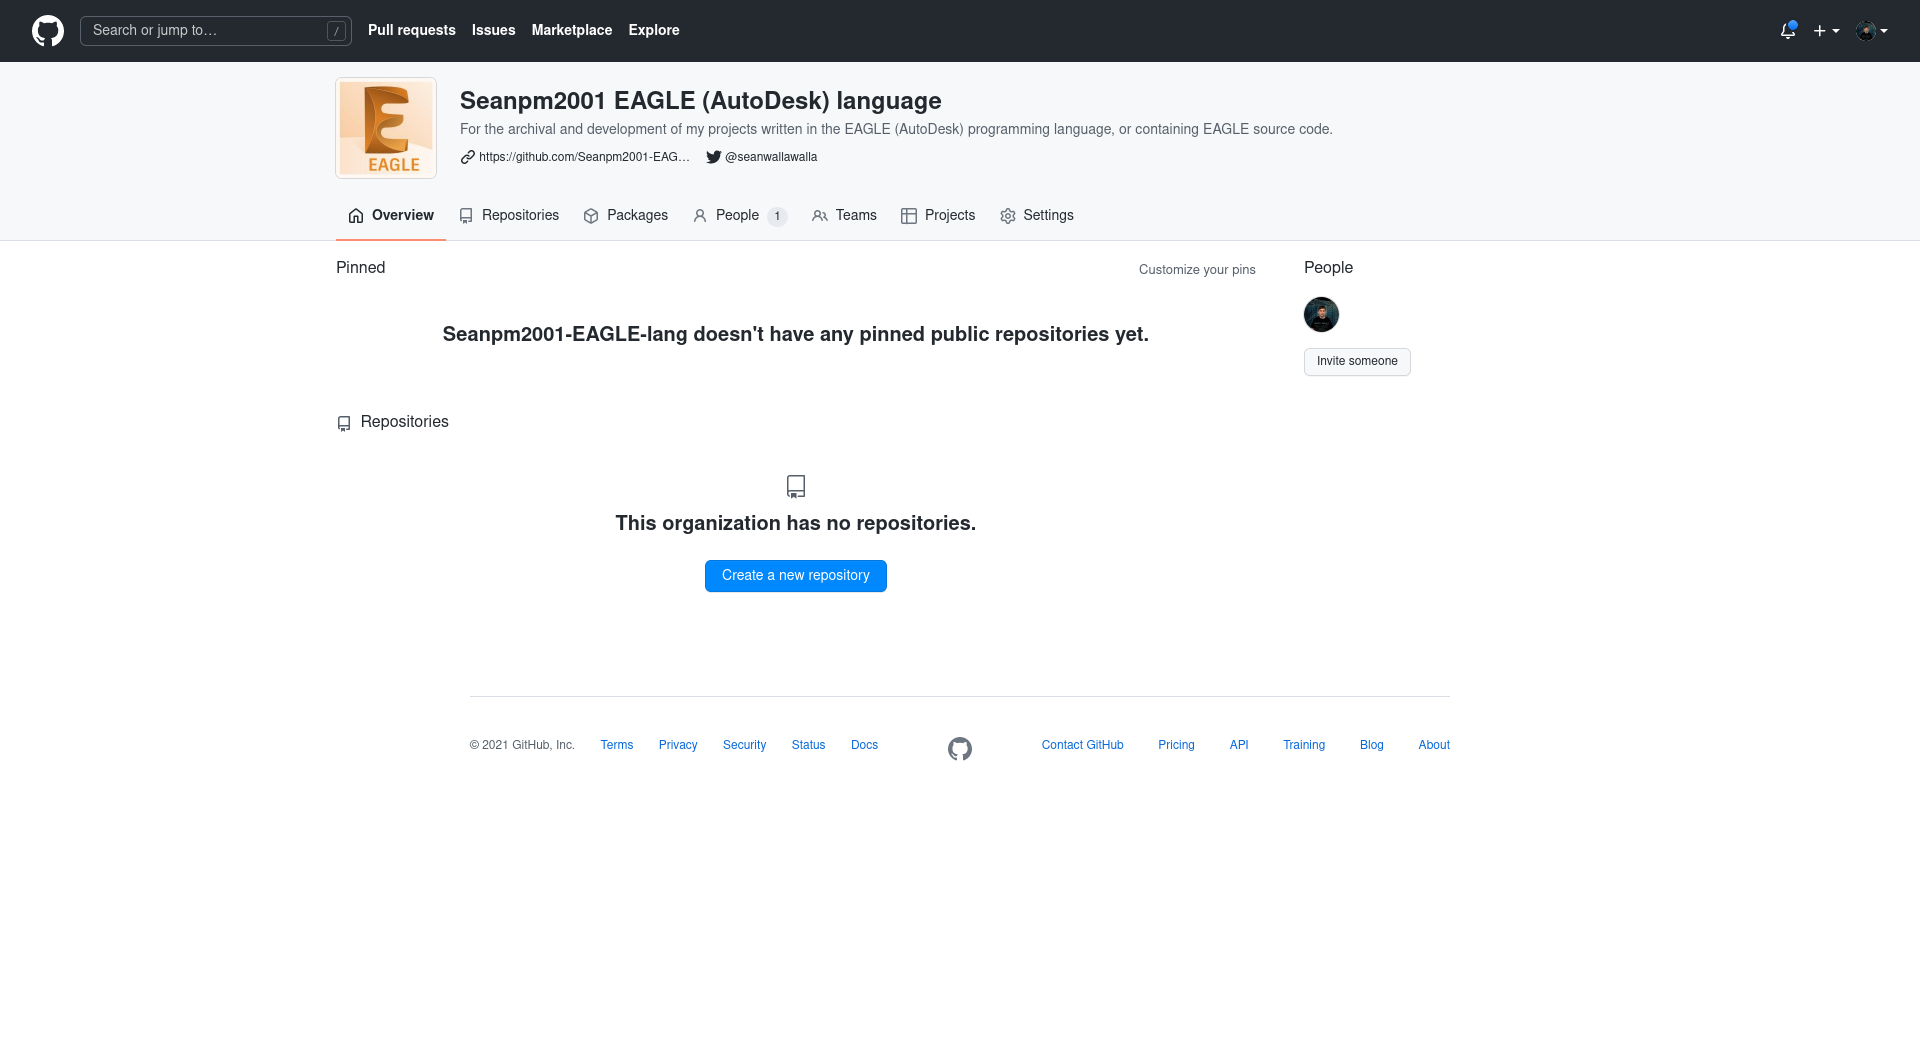 Search or jump to… /
Pull requests Issues Marketplace Explore
EAGLE
Seanpm2001 EAGLE (AutoDesk) language
For the archival and development of my projects written in the EAGLE (AutoDesk) programming language, or containing EAGLE source code.
https://github.com/Seanpm2001-EAG… @seanwallawalla
Overview Repositories Packages People 1 Teams Projects Settings
Pinned Customize your pins
Seanpm2001-EAGLE-lang doesn't have any pinned public repositories yet.
People
Invite someone
Repositories
This organization has no repositories.
Create a new repository
© 2021 GitHub, Inc. Terms Privacy Security Status Docs Contact GitHub Pricing API Training Blog About